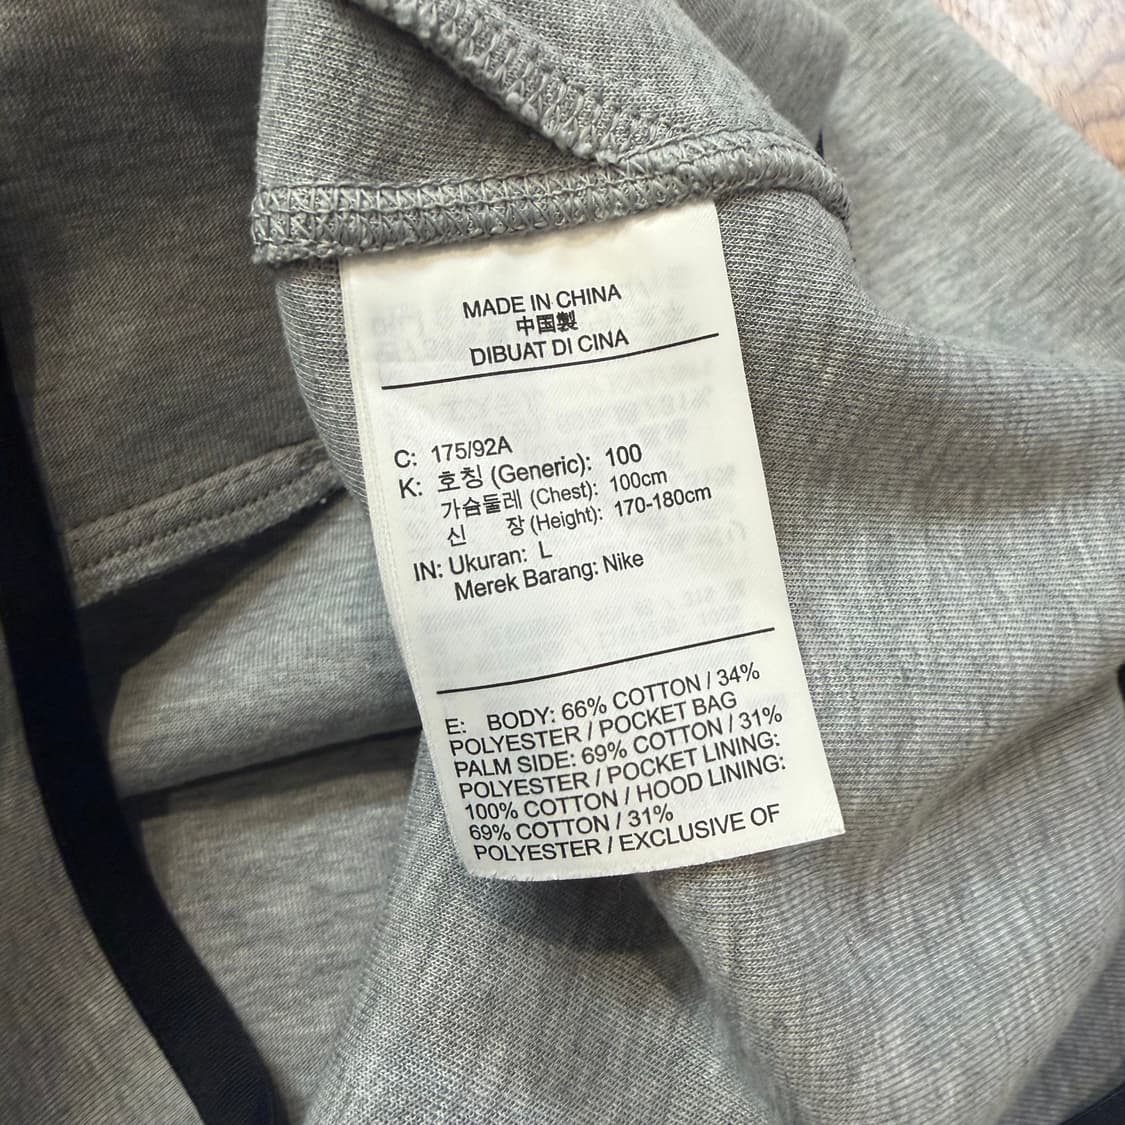 MADE IN CHINA
中国製
DIBUAT DI CINA
C: 175/92A
K: 호칭 (Generic): 100
가슴둘레 (Chest): 100cm
신 장 (Height): 170-180cm
IN: Ukuran: L
Merek Barang: Nike
E: BODY: 66% COTTON / 34%
POLYESTER / POCKET BAG
PALM SIDE: 69% COTTON / 31%
POLYESTER / POCKET LINING:
100% COTTON / HOOD LINING:
69% COTTON / 31%
POLYESTER / EXCLUSIVE OF